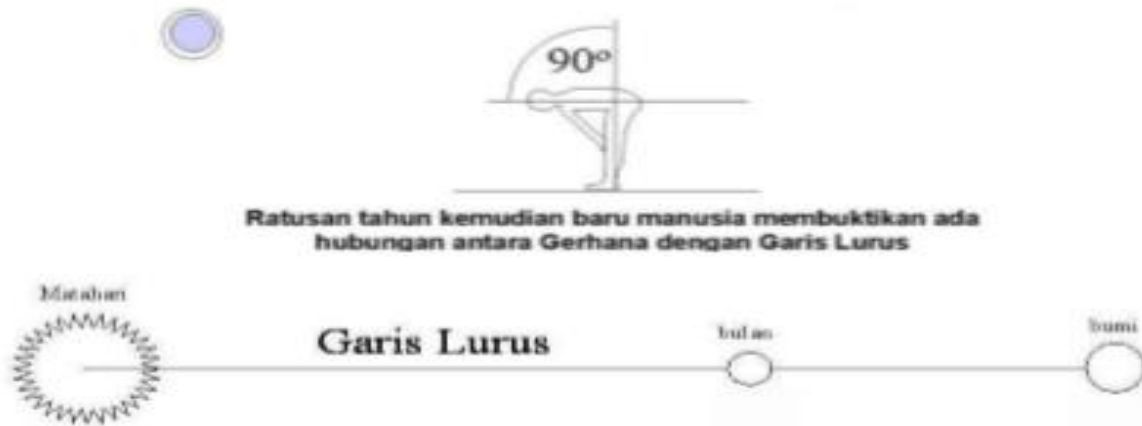 90°
Ratusan tahun kemudian baru manusia membuktikan ada
hubungan antara Gerhana dengan Garis Lurus
Matahari
Garis Lurus
bulan
bumi